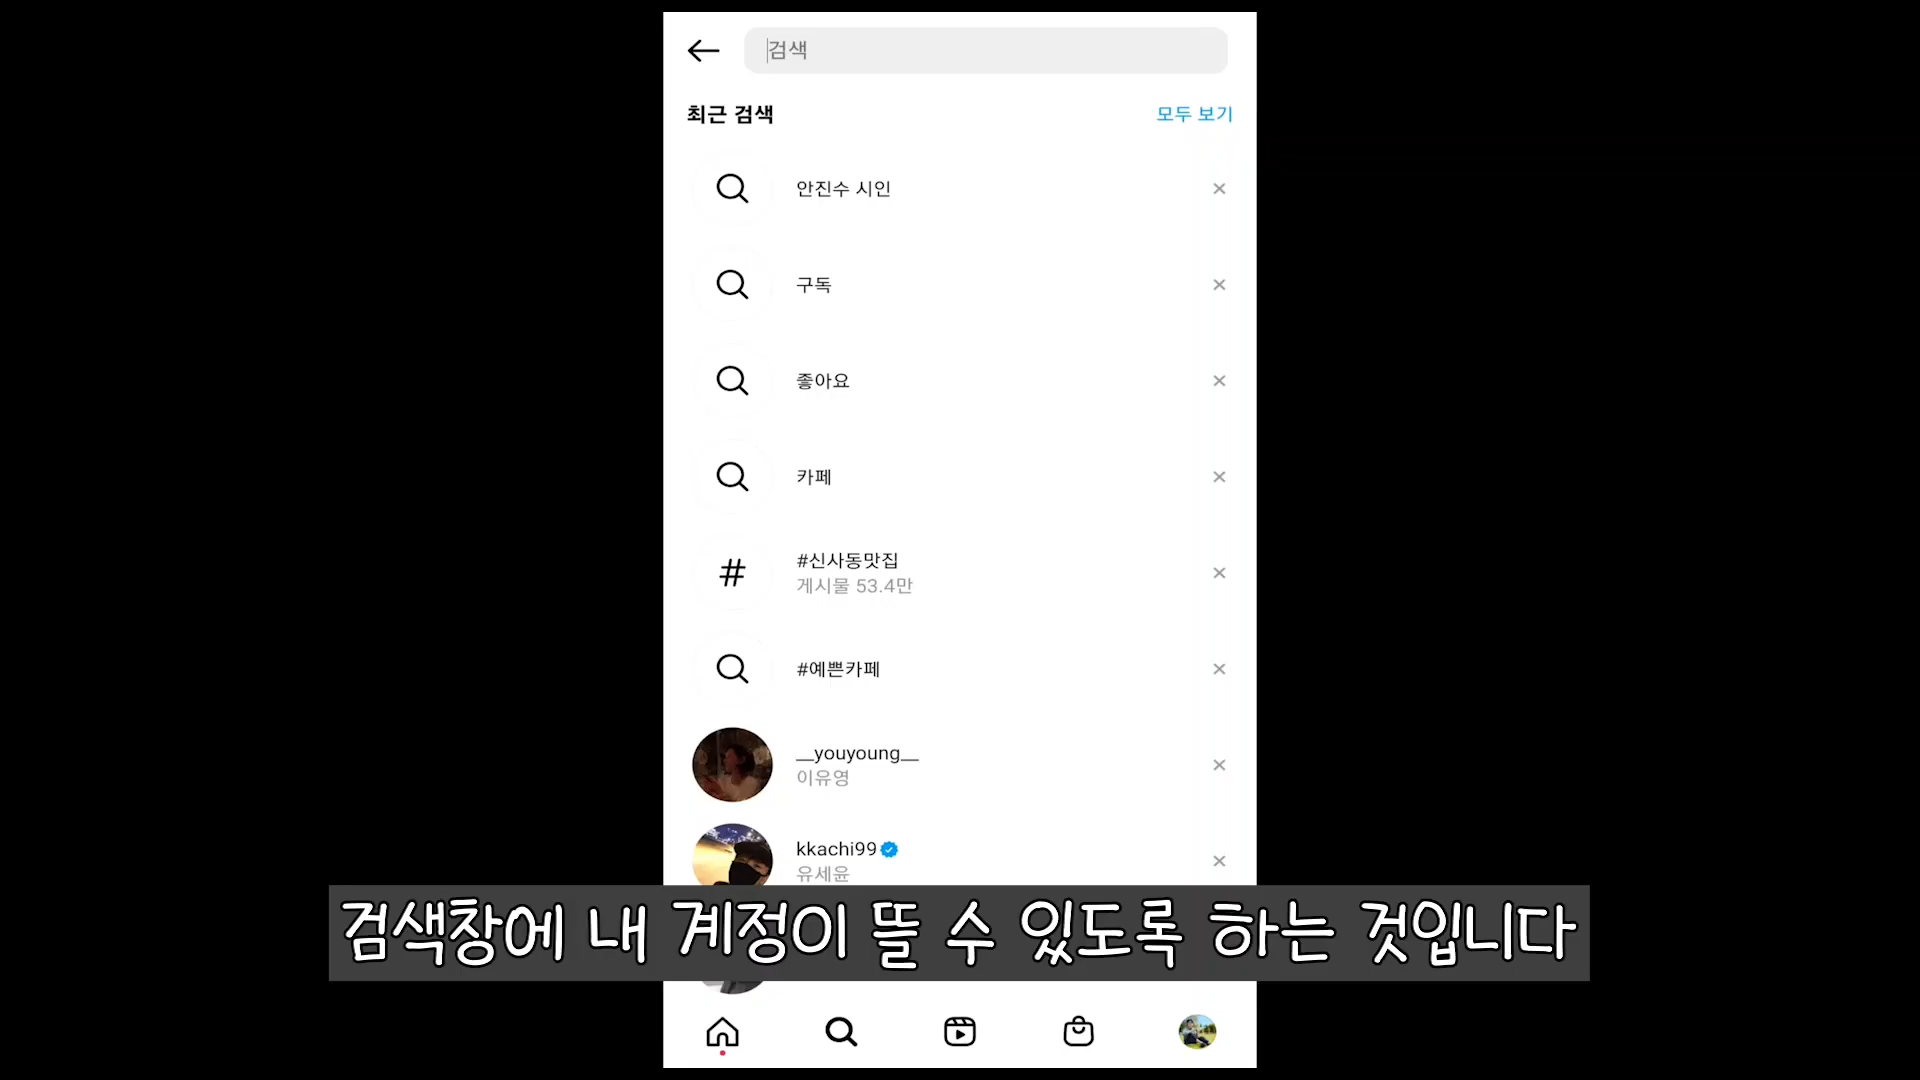 검색
최근 검색
모두 보기
안진수 시인
구독
좋아요
카페
#신사동맛집
게시물 53.4만
#예쁜카페
__youyoung__
이유영
kkachi99
유세윤
검색창에 내 계정이 뜰 수 있도록 하는 것입니다